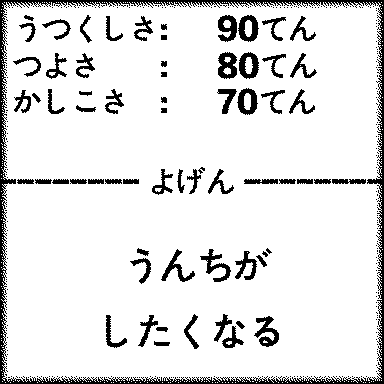 うつくしさ: 90てん
つよさ : 80てん
かしこさ : 70てん
よげん
うんちが
したくなる